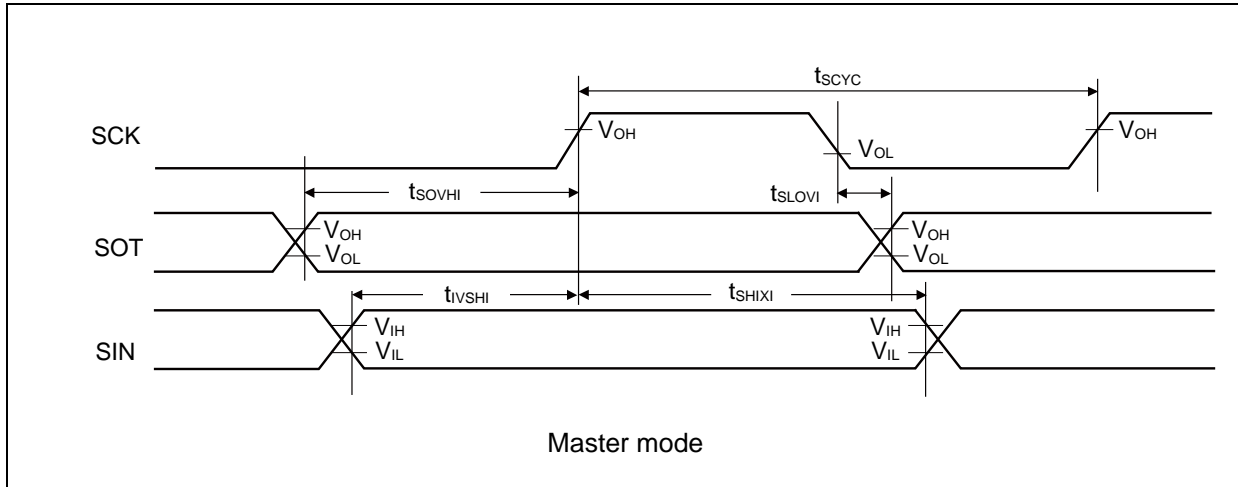 tSCYC
SCK
VOH
VOL
VOH
tSOVHI
tSLOVI
SOT
VOH
VOL
VOH
VOL
tIVSHI
tSHIXI
SIN
VIH
VIL
VIH
VIL
Master mode